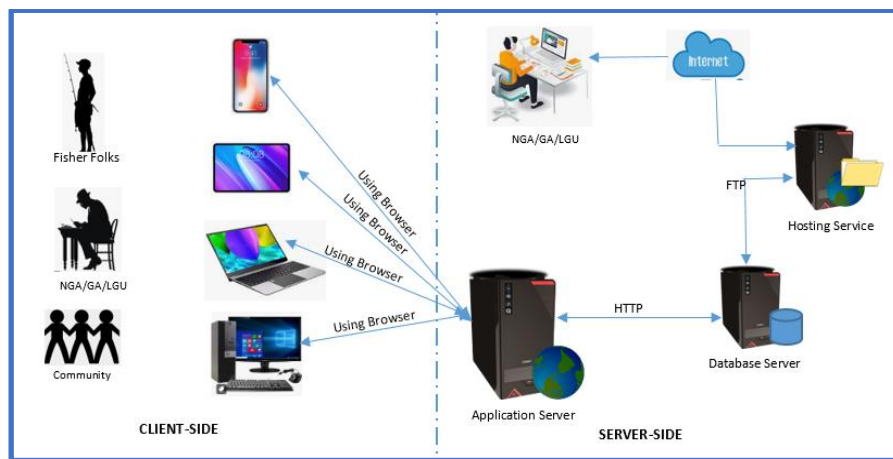 Fisher Folks
NGA/GA/LGU
Community
CLIENT-SIDE
Using Browser
Using Browser
Using Browser
Using Browser
NGA/GA/LGU
Internet
FTP
Hosting Service
HTTP
Database Server
Application Server
SERVER-SIDE